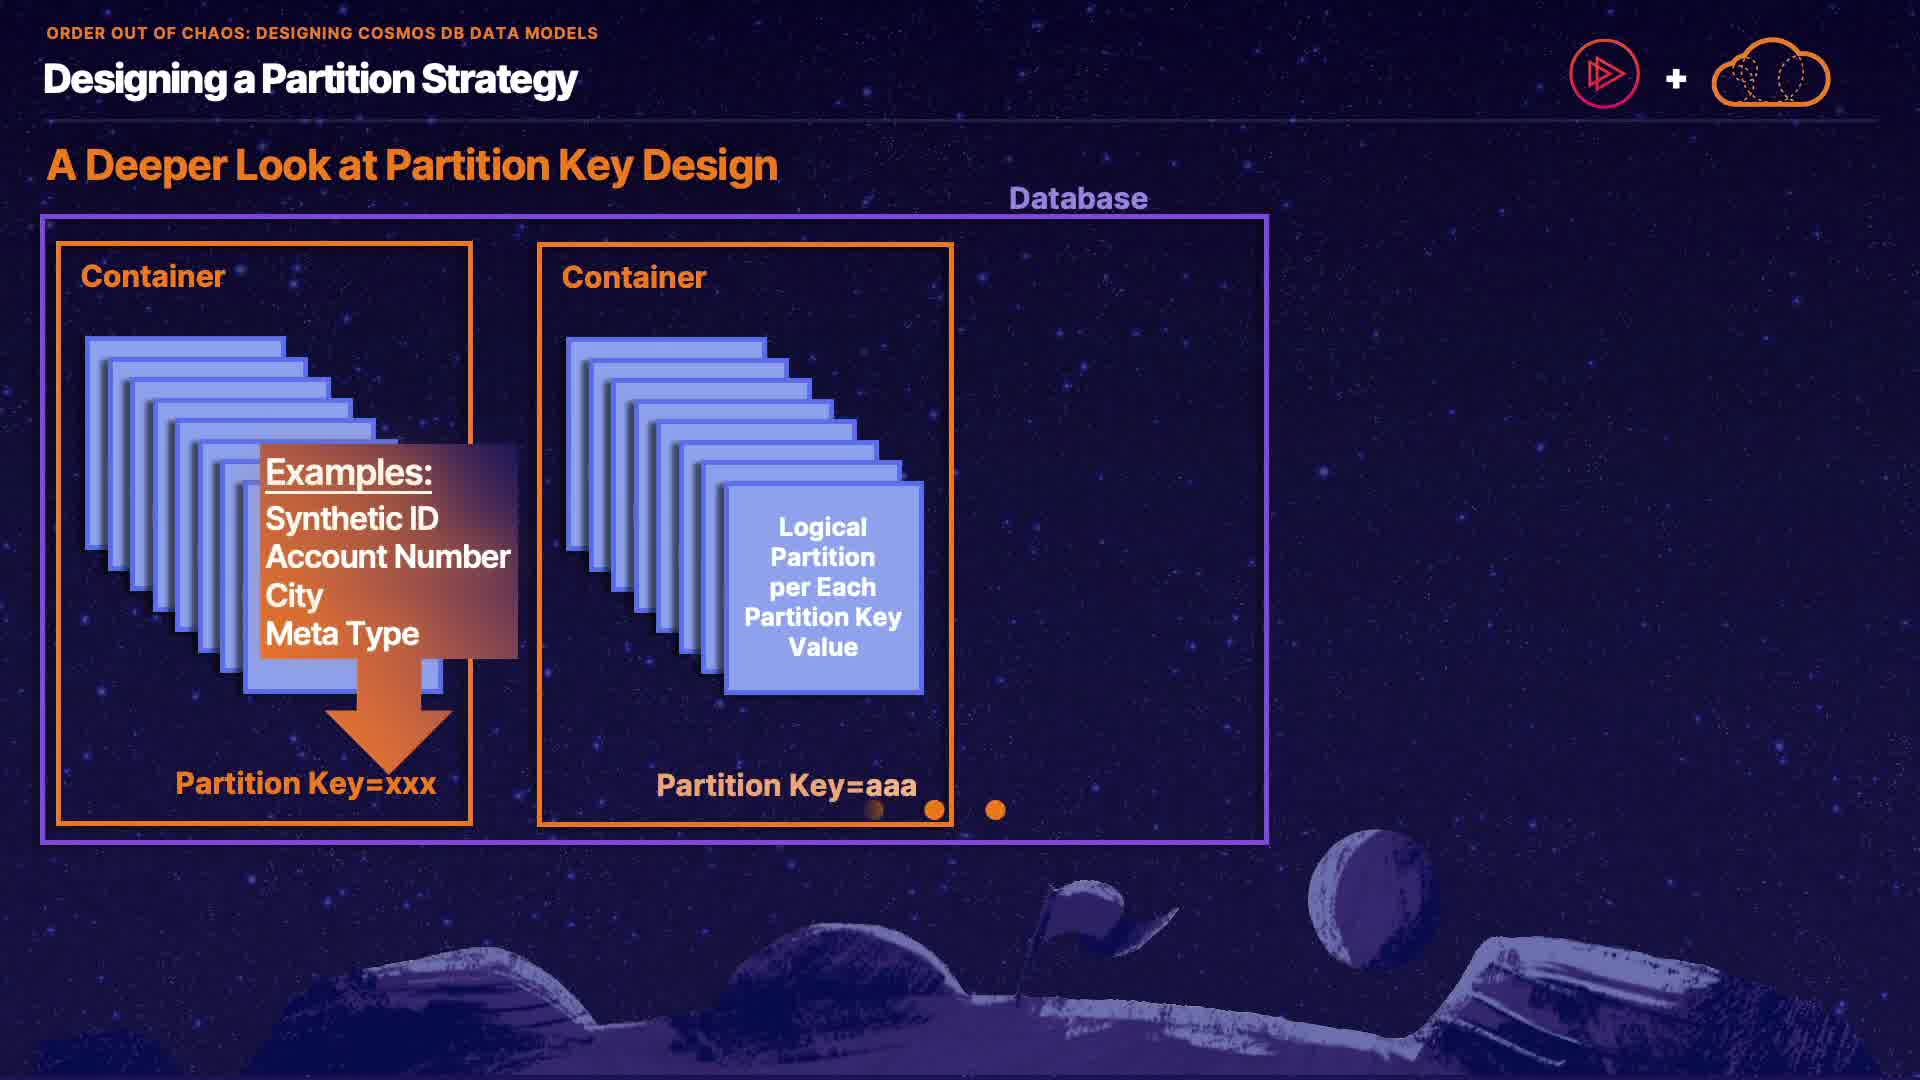 ORDER OUT OF CHAOS: DESIGNING COSMOS DB DATA MODELS
Designing a Partition Strategy
+
A Deeper Look at Partition Key Design
Database
Container
Container
Examples:
Synthetic ID
Account Number
City
Meta Type
Logical
Partition
per Each
Partition Key
Value
Partition Key=xxx
Partition Key=aaa